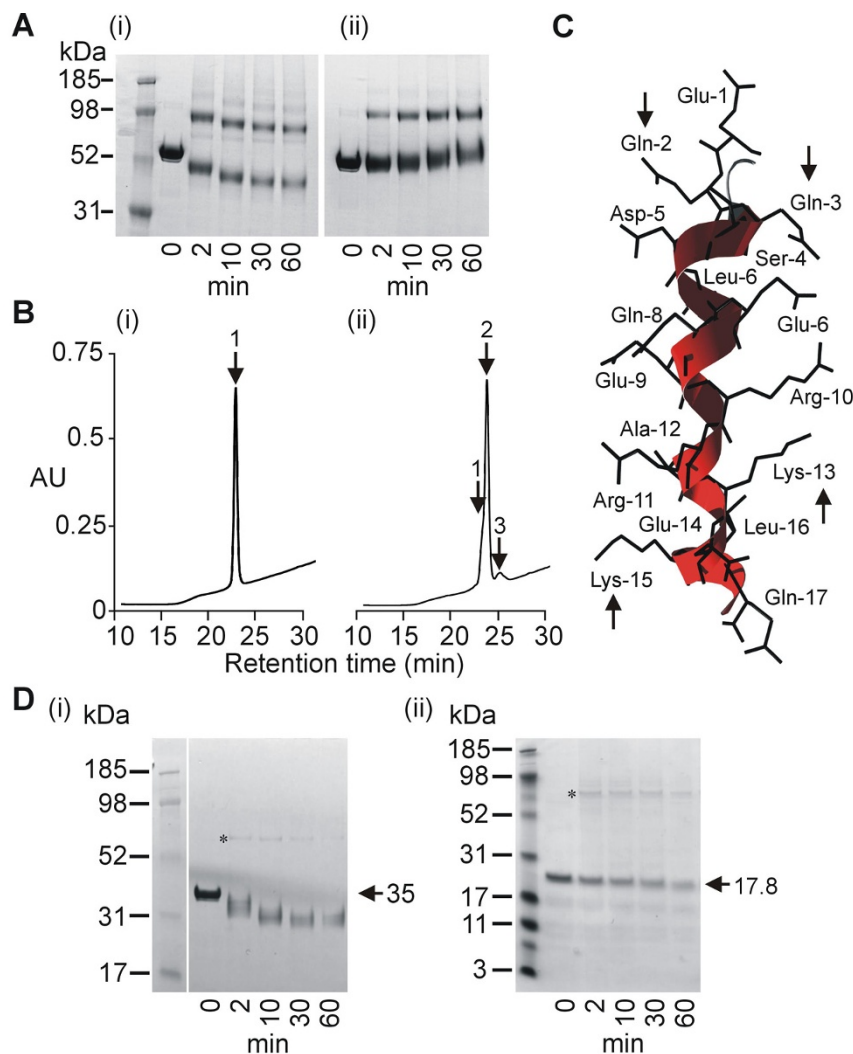 A (i) (ii) C
kDa
185
98
52
31
0 2 10 30 60 0 2 10 30 60
min min
B (i) (ii)
0.75
0.5
AU
0.25
0
1
2
1
3
10 15 20 25 30 10 15 20 25 30
Retention time (min)
Glu-1
Gln-2
Gln-3
Asp-5
Ser-4
Leu-6
Gln-8
Glu-6
Glu-9
Arg-10
Ala-12
Lys-13
Arg-11
Glu-14 Leu-16
Lys-15
Gln-17
D (i) kDa (ii) kDa
185
98
52
31
17
*
35
0 2 10 30 60
min
185
98
52
31
17
11
3
*
17.8
0 2 10 30 60
min